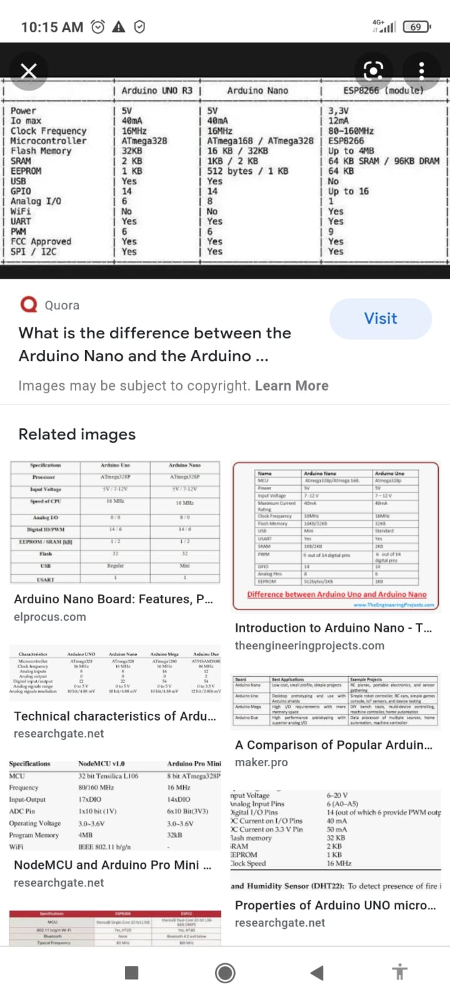 10:15 AM
4G+
69
Arduino UNO R3 | Arduino Nano | ESP8266 (module)
Power | 5V | 5V | 3,3V
Io max | 40mA | 40mA | 12mA
Clock Frequency | 16MHz | 16MHz | 80-160MHz
Microcontroller | ATmega328 | ATmega168 / ATmega328 | ESP8266
Flash Memory | 32KB | 16 KB / 32KB | Up to 4MB
SRAM | 2 KB | 1KB / 2 KB | 64 KB SRAM / 96KB DRAM
EEPROM | 1 KB | 512 bytes / 1 KB | 64 KB
USB | Yes | Yes | No
GPIO | 14 | 14 | Up to 16
Analog I/O | 6 | 8 | 1
WiFi | No | No | Yes
UART | Yes | Yes | Yes
PWM | 6 | 6 | 9
FCC Approved | Yes | Yes | Yes
SPI / I2C | Yes | Yes | Yes
Quora
Visit
What is the difference between the
Arduino Nano and the Arduino ...
Images may be subject to copyright. Learn More
Related images
Specifications Arduino Uno Arduino Nano
Processor ATmega328P ATmega328P
Input Voltage 5V / 7-12V 5V / 7-12V
Speed of CPU 16 MHz 16 MHz
Analog I/O 6 / 0 8 / 0
Digital IO/PWM 14 / 6 14 / 6
EEPROM / SRAM [kB] 1 / 2 1 / 2
Flash 32 32
USB Regular Mini
USART 1 1
Arduino Nano Board: Features, P...
elprocus.com
Name Arduino Nano Arduino Uno
MCU Atmega328p/Atmega 168. Atmega328p
Power 5V 5V
Input Voltage 7-12 V 7-12 V
Maximum Current Rating 40mA 40mA
Clock Frequency 16MHz 16MHz
Flash Memory 16KB/32KB 32KB
USB Mini Standard
USART Yes Yes
SRAM 1KB/2KB 2KB
PWM 6 out of 14 digital pins 6 out of 14
digital pins
GPIO 14 14
Analog Pins 8 6
EEPROM 512bytes/1KB 1KB
Difference between Arduino Uno and Arduino Nano
www.TheEngineeringProjects.com
Introduction to Arduino Nano - T...
theengineeringprojects.com
Characteristics Arduino UNO Arduino Nano Arduino Mega Arduino Due
Microcontroller ATmega328 ATmega328 ATmega1280 AT91SAM3X8E
Clock frequency 16 MHz 16 MHz 16 MHz 84 MHz
Analog inputs 8 16 12
Analog output 0 0 0 2
Digital input/output 22 22 54 54
Analog signals range 0 to 5 V 0 to 5 V 0 to 5 V 0 to 3.3 V
Analog signals resolution 10 bit/4.88 mV 10 bit/4.88 mV 10 bit/4.88 mV 12 bit/0.806 mV
Technical characteristics of Ardu...
researchgate.net
Board Best Applications Example Projects
Arduino Nano Low cost, small profile, simple projects RC planes, portable electronics, and sensor
gathering
Arduino Uno Desktop prototyping and use with Simple robot controller, RC cars, simple games
Arduino shields console, IoT sensors, and device testing
Arduino Mega High I/O requirements with more DIY bench tools, multi-device controlling,
memory space machine controller, home automation
Arduino Due High performance prototyping with Data processor of multiple sources, home
superior analog I/O automation, machine controller
A Comparison of Popular Arduin...
maker.pro
Specifications NodeMCU v1.0 Arduino Pro Mini
MCU 32 bit Tensilica L106 8 bit ATmega328P
Frequency 80/160 MHz 16 MHz
Input-Output 17xDIO 14xDIO
ADC Pin 1x10 bit (1V) 6x10 Bit(3V3)
Operating Voltage 3.0~3.6V 3.0~3.6V
Program Memory 4MB 32kB
WiFi IEEE 802.11 b/g/n -
NodeMCU and Arduino Pro Mini ...
researchgate.net
nput Voltage 6-20 V
Analog Input Pins 6 (A0-A5)
Digital I/O Pins 14 (out of which 6 provide PWM outp
DC Current on I/O Pins 40 mA
DC Current on 3.3 V Pin 50 mA
Flash memory 32 KB
SRAM 2 KB
EEPROM 1 KB
Clock Speed 16 MHz
and Humidity Sensor (DHT22): To detect presence of fire i
Properties of Arduino UNO micro...
researchgate.net
Specifications ESP8266 ESP32
MCU Xtensa® Single-Core 32-bit L106 Xtensa® Dual-Core 32-bit LX6
600 DMIPS
802.11 b/g/n Wi-Fi Yes, HT20 Yes, HT40
Bluetooth None Bluetooth 4.2 and below
Typical Frequency 80 MHz 160 MHz